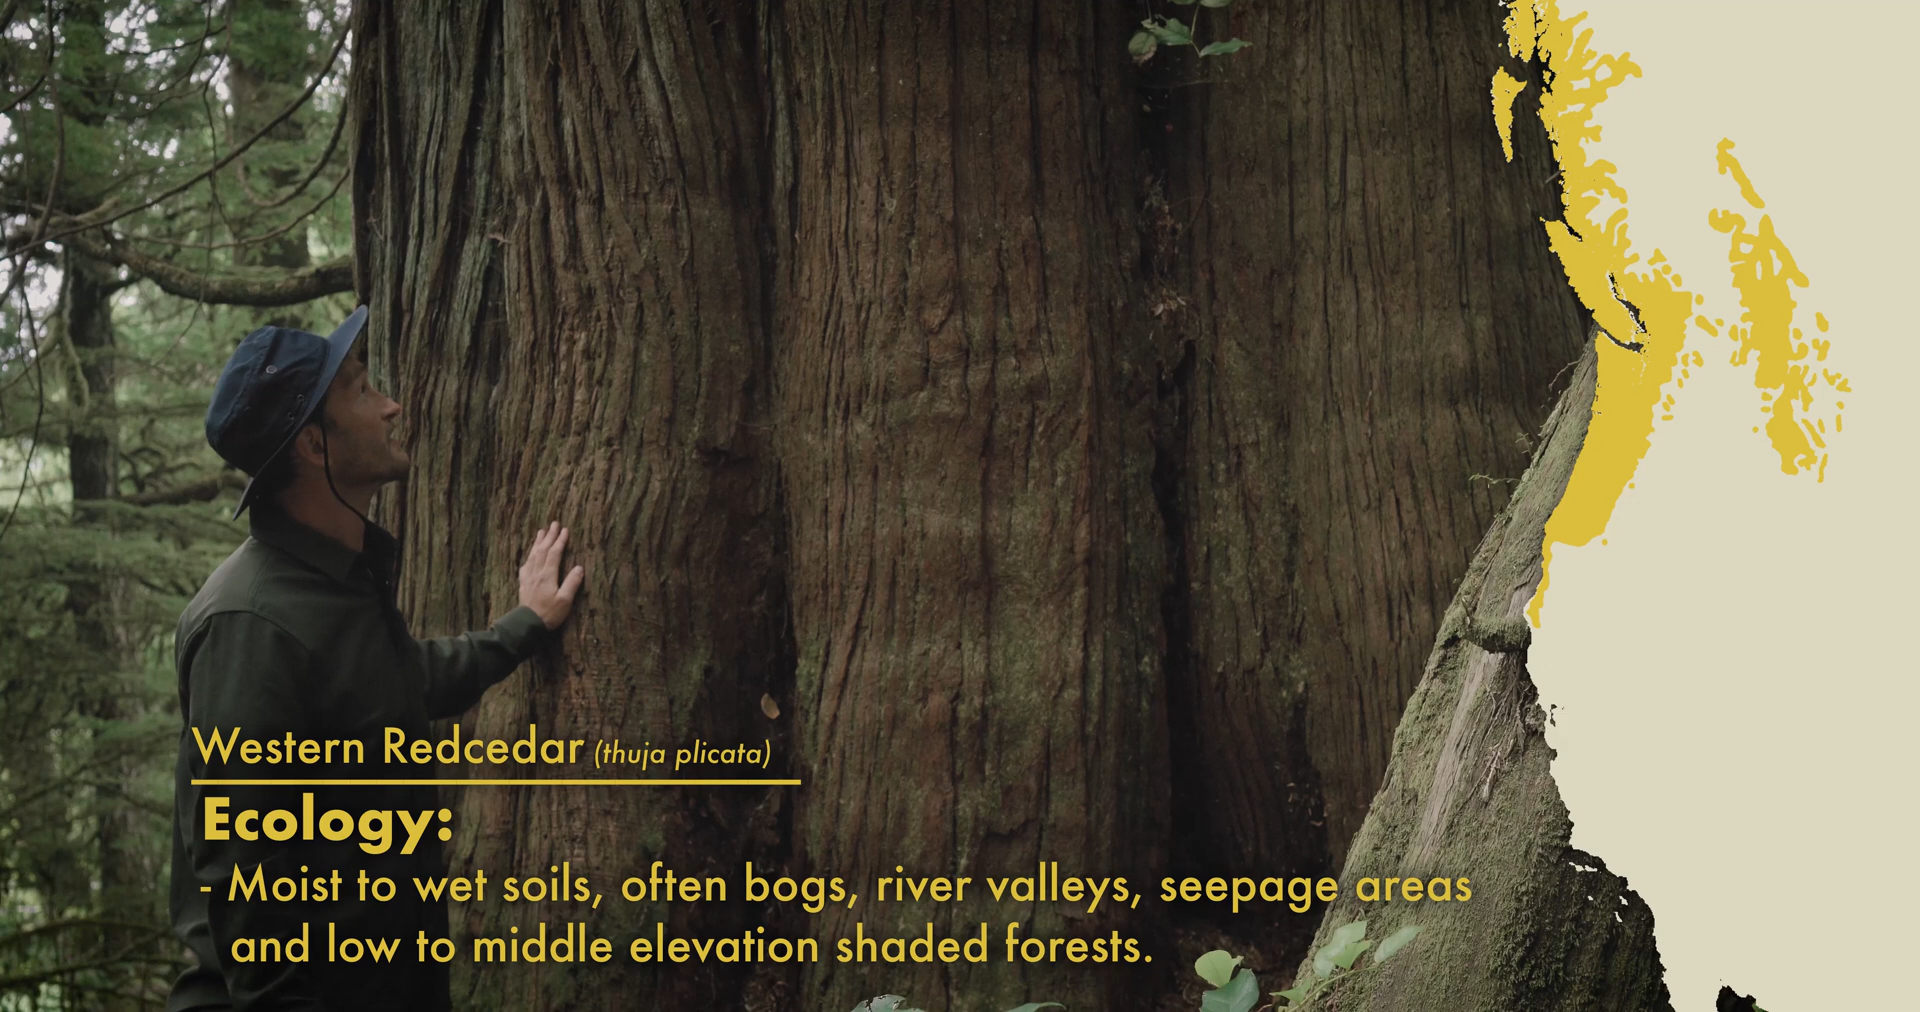 Western Redcedar (thuja plicata)
Ecology:
- Moist to wet soils, often bogs, river valleys, seepage areas
and low to middle elevation shaded forests.